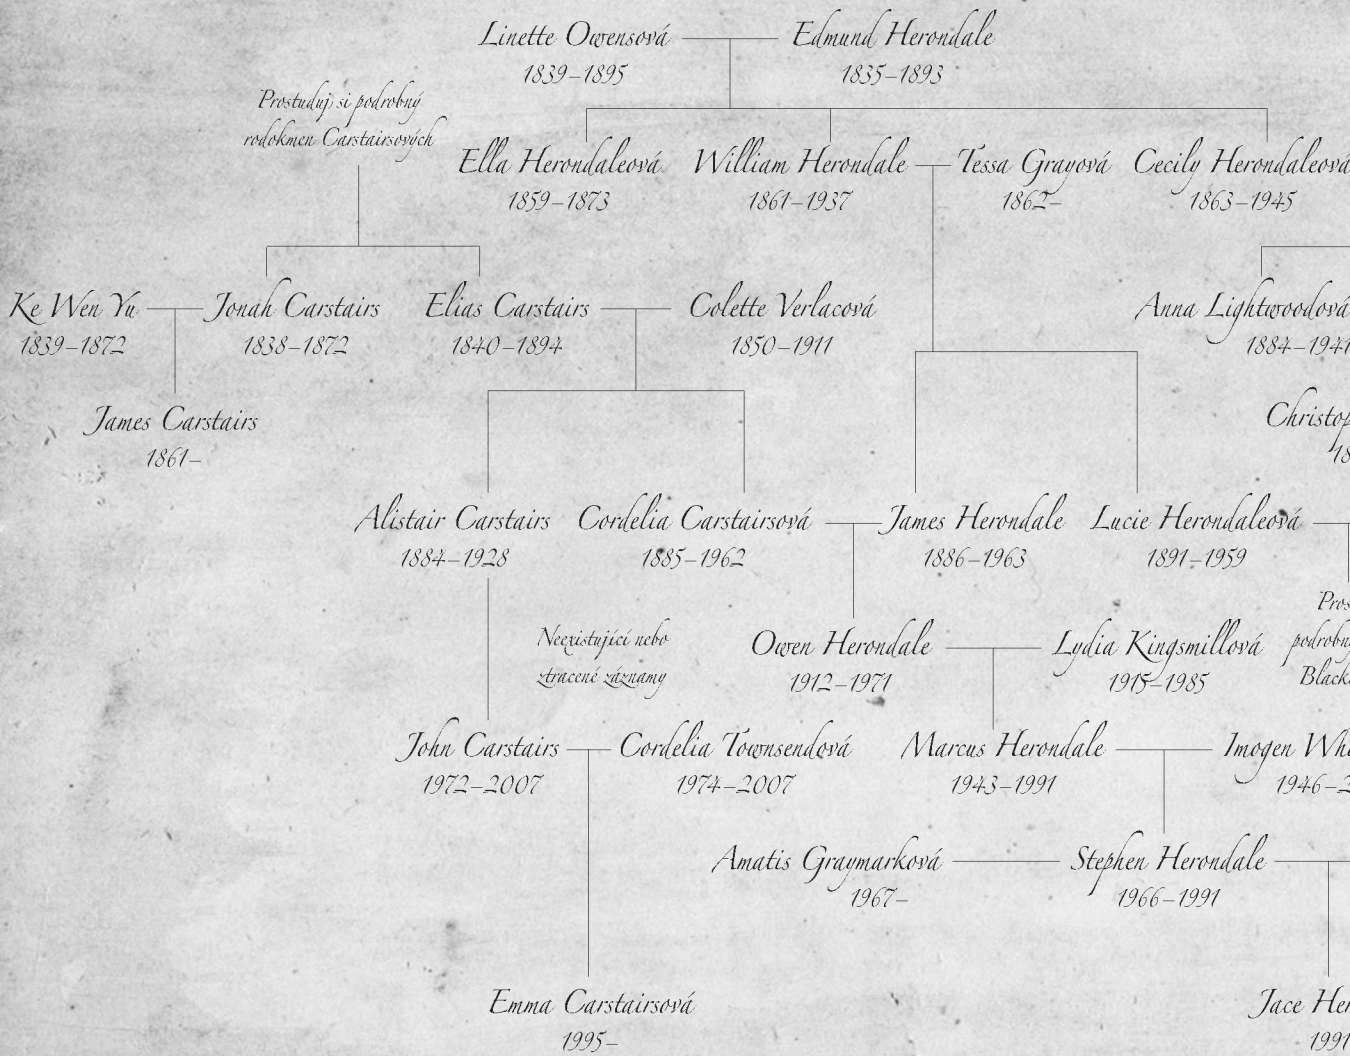 Linette Owensová
Edmund Herondale
1839–1895
1835–1893
Prostuduj si podrobný
rodokmen Carstairsových
Ella Herondaleová
William Herondale
Tessa Grayová
Cecily Herondaleová
1859–1873
1861–1937
1862–
1863–1945
Ke Wen Yu
Jonah Carstairs
Elias Carstairs
Colette Verlacová
Anna Lightwoodová
1839–1872
1838–1872
1840–1894
1850–1911
1884–1941
James Carstairs
1861–
Alistair Carstairs
Cordelia Carstairsová
James Herondale
Lucie Herondaleová
1884–1928
1885–1962
1886–1963
1891–1959
Neexistující nebo
ztracené záznamy
Owen Herondale
Lydia Kingsmillová
1912–1971
1915–1985
John Carstairs
Cordelia Townsendová
Marcus Herondale
Imogen
1972–2007
1974–2007
1943–1991
1946–
Amatis Graymarková
Stephen Herondale
1967–
1966–1991
Emma Carstairsová
Jace
1995–
1991